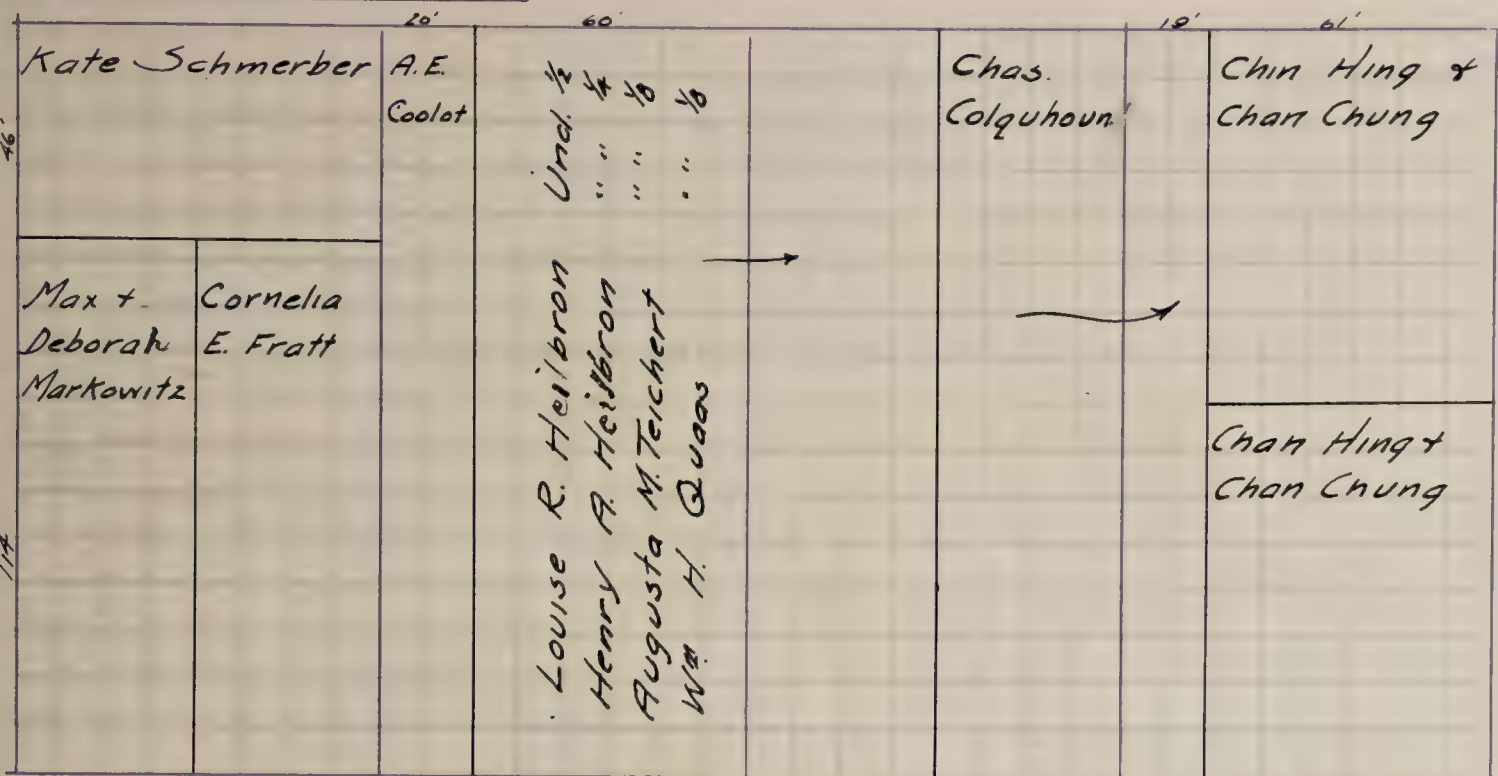 20' 60' 18' 61'
46'
114'
Kate Schmerber
A.E.
Coolot
Max +
Deborah
Markowitz
Cornelia
E. Fratt
Louise R. Heilbron Und. 1/2
Henry A. Heilbron " " 1/4
Augusta M. Teichert " " 1/8
Wm H. Quaas " " 1/8
Chas.
Colquhoun
Chin Hing &
Chan Chung
Chan Hing &
Chan Chung